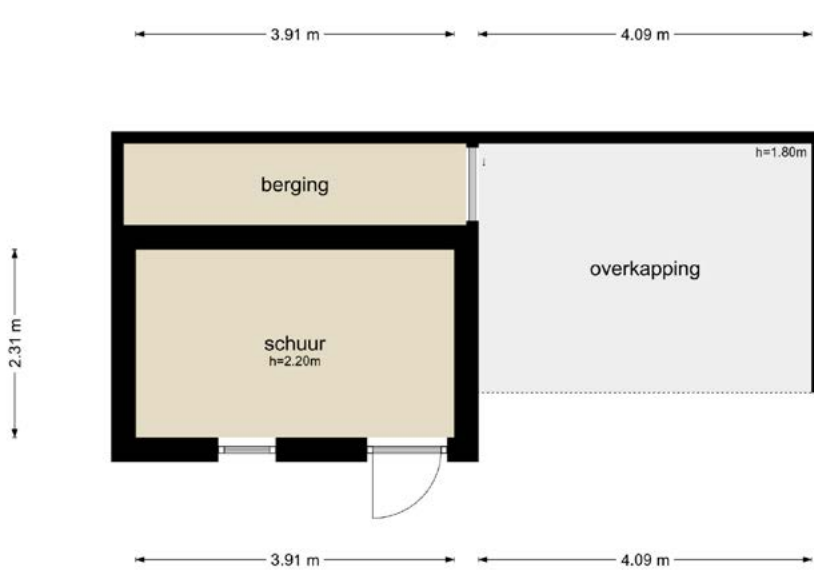 3.91 m
4.09 m
h=1.80m
berging
overkapping
2.31 m
schuur
h=2.20m
3.91 m
4.09 m